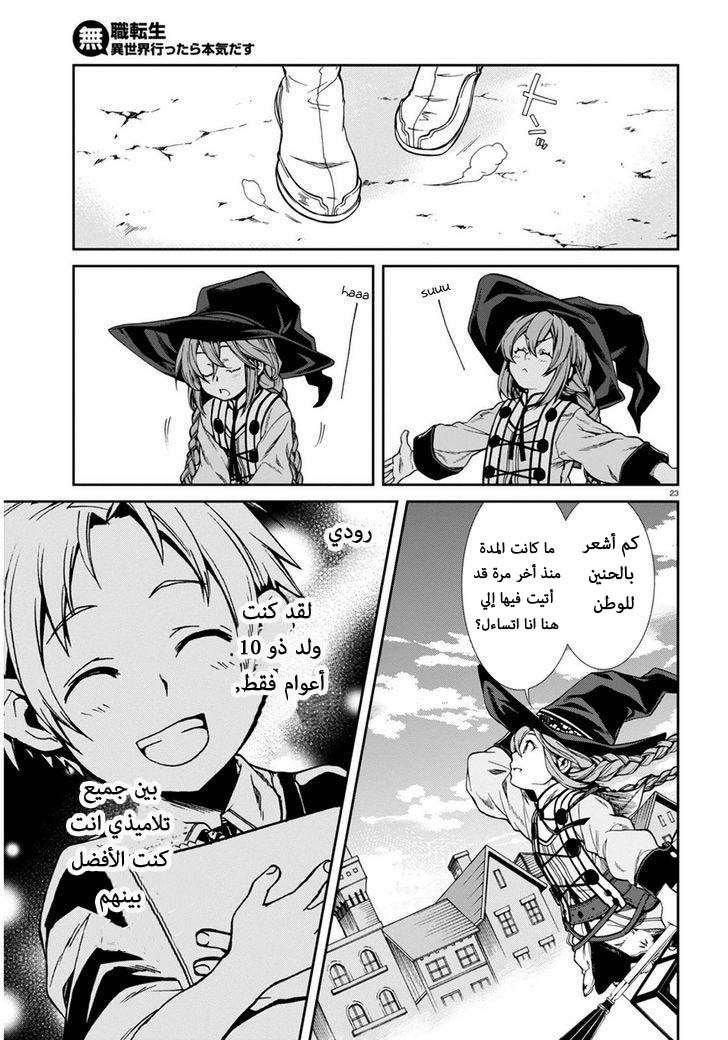 無職転生
異世界行ったら本気だす
suuu
haaa
23
كم أشعر
بالحنين
للوطن
ما كانت المدة
منذ أخر مرة قد
أتيت فيها إلي
هنا انا اتساءل؟
رودي
لقد كنت
ولد ذو 10
أعوام فقط,
بين جميع
تلاميذي انت
كنت الأفضل
بينهم